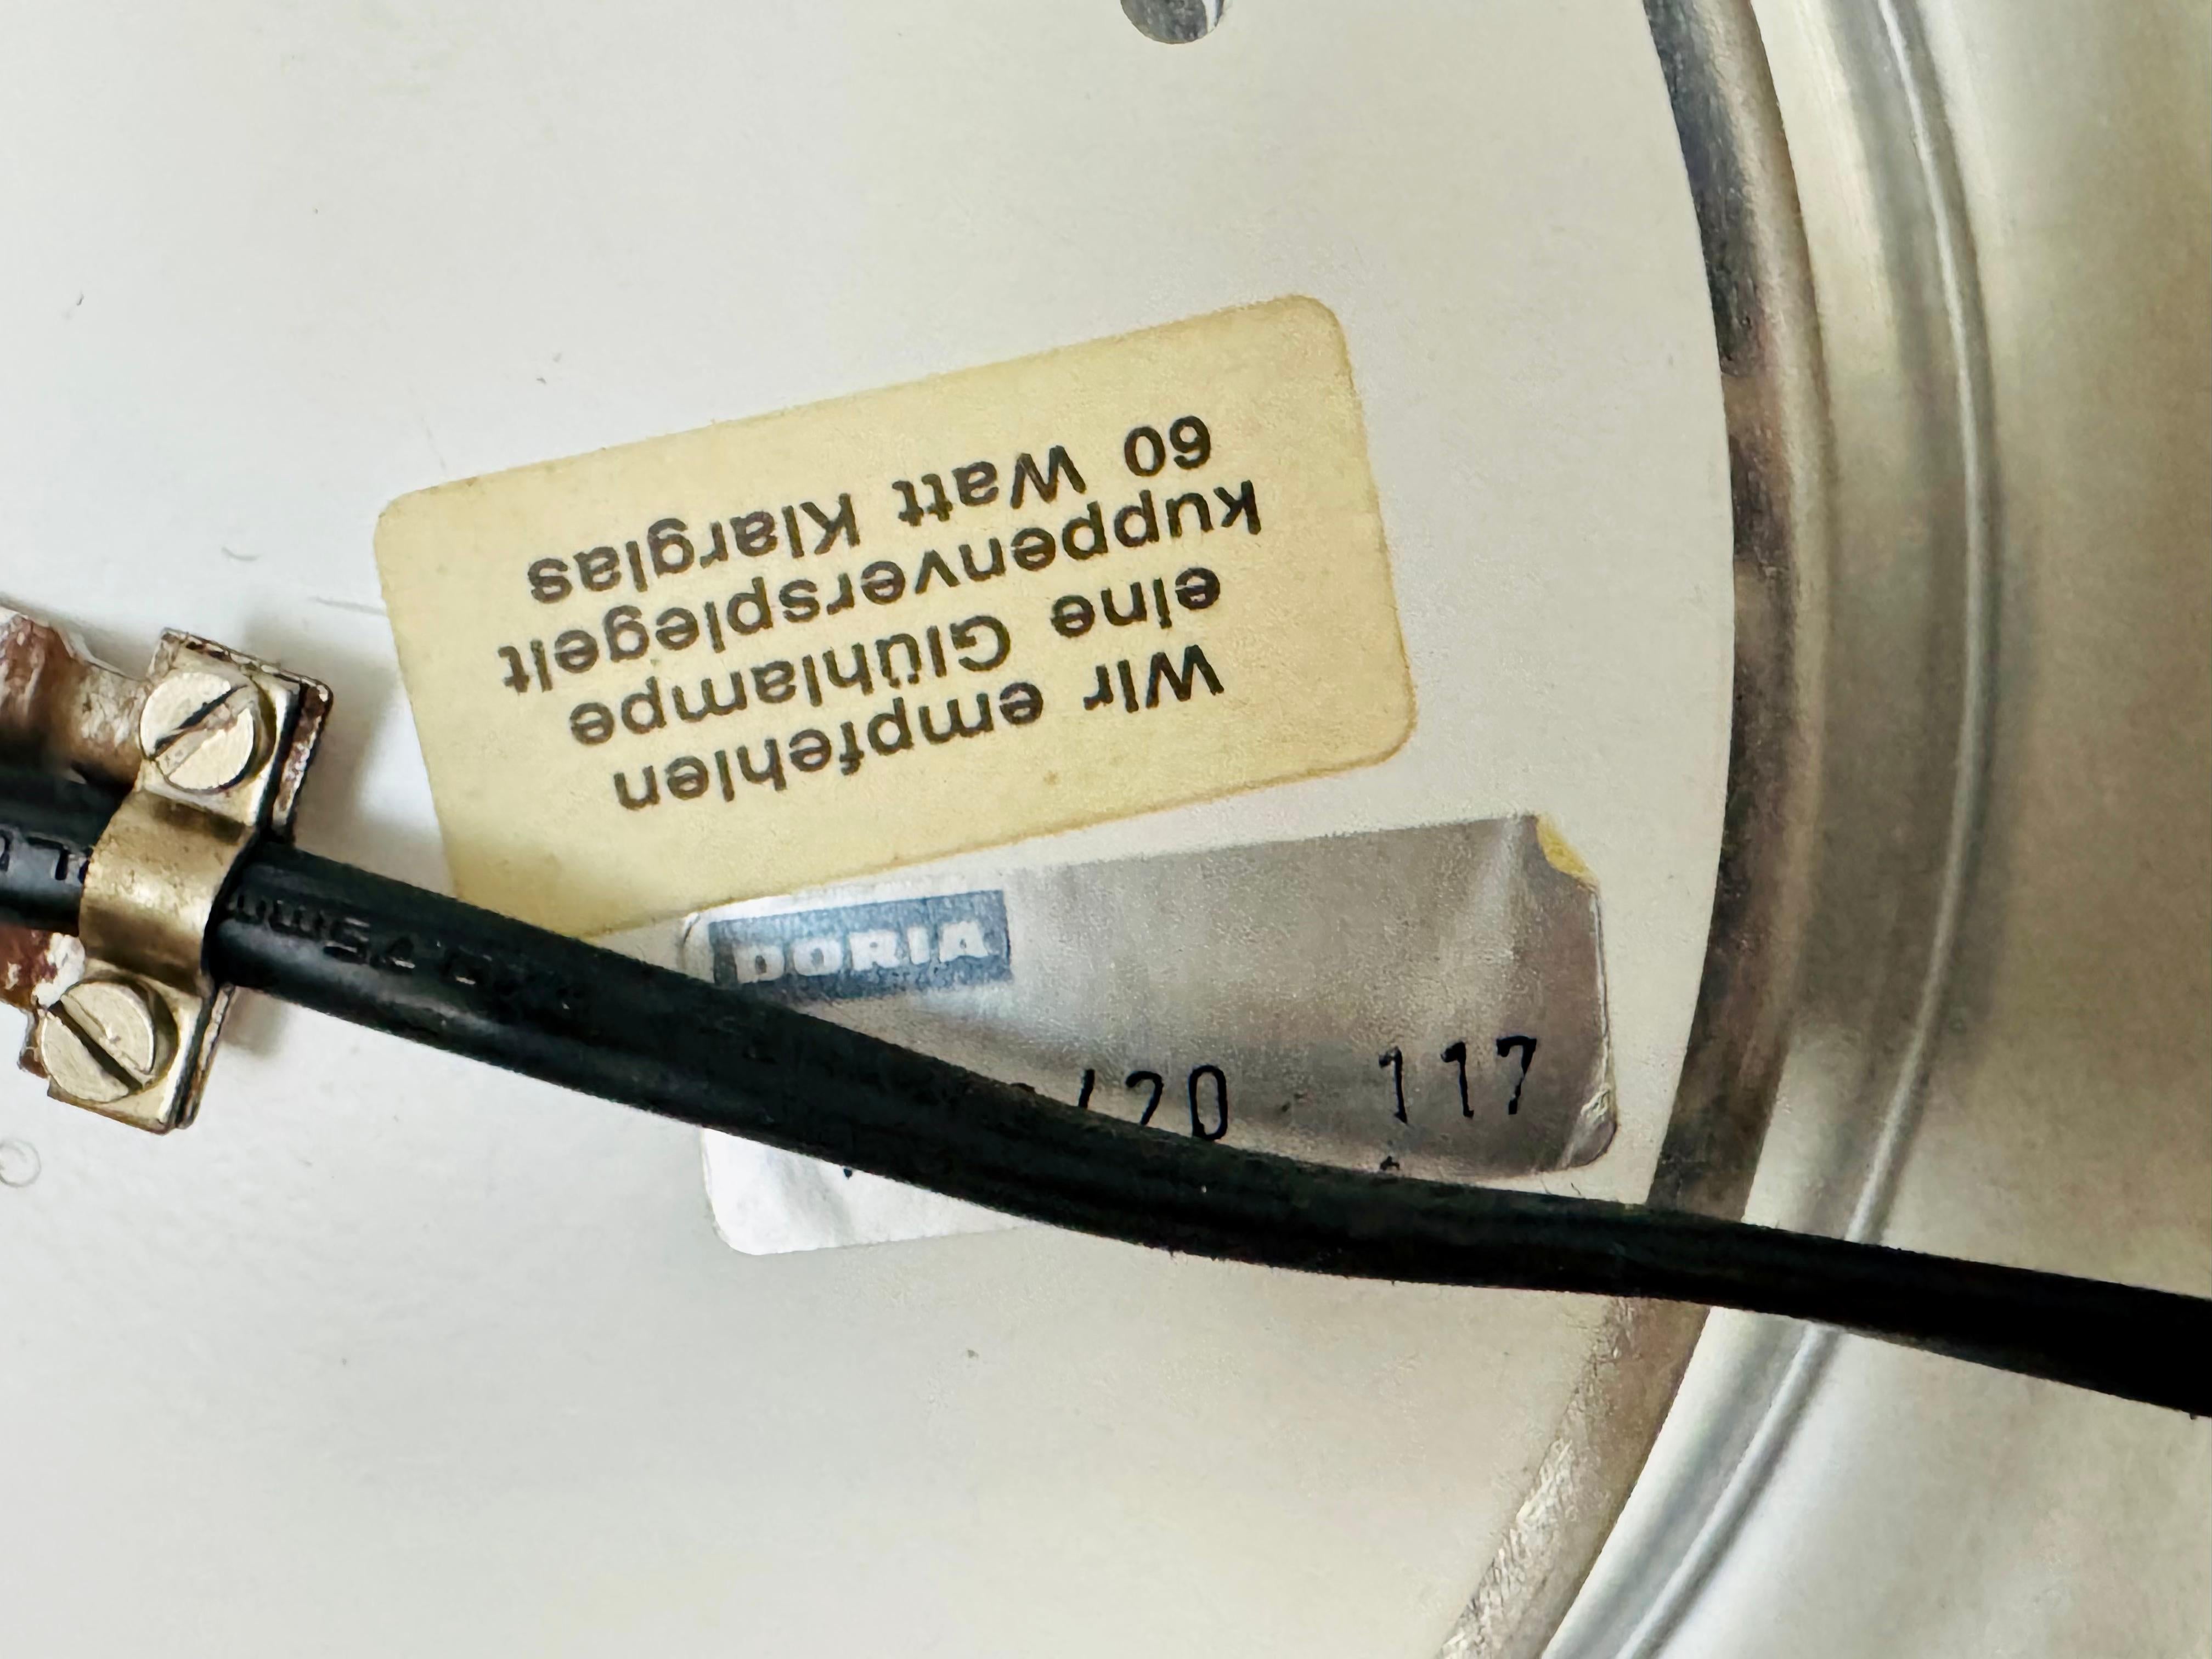 Wir empfehlen
eine Glühlampe
kuppenverspiegelt
60 Watt Klarglas
DORIA
/20 117